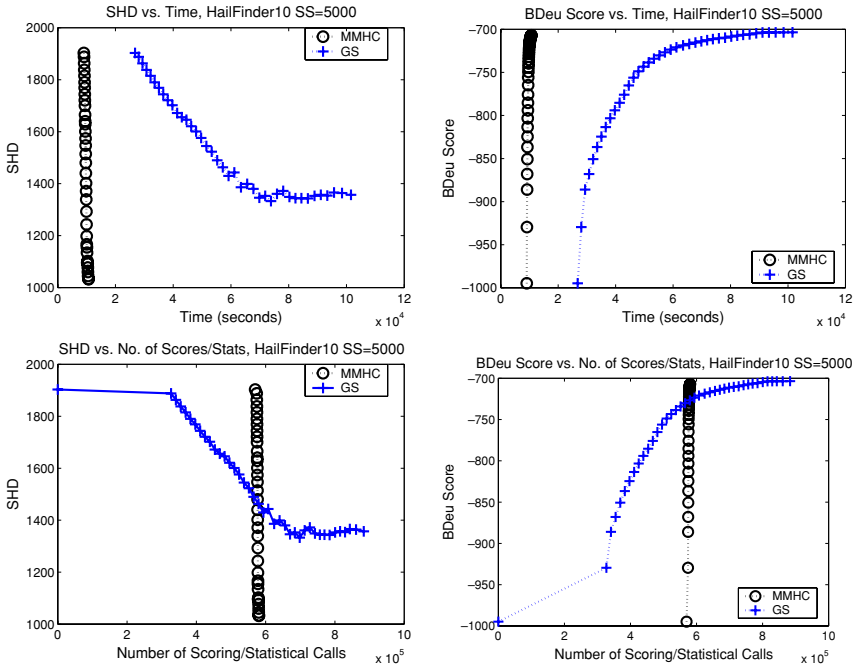 SHD vs. Time, HailFinder10 SS=5000
2000
1800
1600
1400
1200
1000
SHD
MMHC
GS
0 2 4 6 8 10 12
Time (seconds)
x 10^4
BDeu Score vs. Time, HailFinder10 SS=5000
−700
−750
−800
−850
−900
−950
−1000
BDeu Score
MMHC
GS
0 2 4 6 8 10 12
Time (seconds)
x 10^4
SHD vs. No. of Scores/Stats, HailFinder10 SS=5000
2000
1800
1600
1400
1200
1000
SHD
MMHC
GS
0 2 4 6 8 10
Number of Scoring/Statistical Calls
x 10^5
BDeu Score vs. No. of Scores/Stats, HailFinder10 SS=5000
−700
−750
−800
−850
−900
−950
−1000
BDeu Score
MMHC
GS
0 2 4 6 8 10
Number of Scoring/Statistical Calls
x 10^5